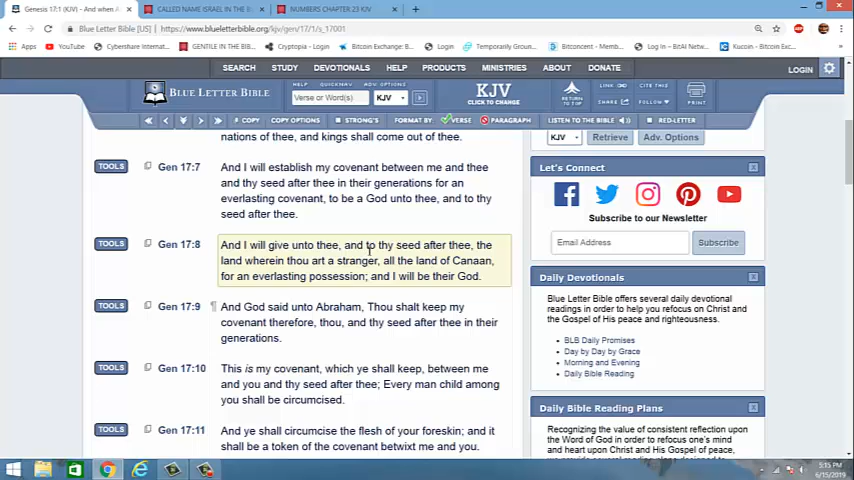 Genesis 17:1 (KJV) - And when A
CALLED NAME ISRAEL IN THE B
NUMBERS CHAPTER 23 KJV
Blue Letter Bible [US] | https://www.blueletterbible.org/kjv/gen/17/1/s_17001
Apps YouTube Cybershare Internat... GENTILE IN THE BIB Cryptopia - Login Bitcoin Exchange: B... Login Temporarily Groun... Bitconcent - Member... Log In – BitAI Netw... Kucoin - Bitcoin Exc...
SEARCH STUDY DEVOTIONALS HELP PRODUCTS MINISTRIES ABOUT DONATE
LOGIN
BLUE LETTER BIBLE
HELP QUICKNAV ADV. OPTIONS
Verse or Word(s) KJV
KJV
CLICK TO CHANGE
RETURN
TO TOP
LINK
SHARE
CITE THIS
FOLLOW
PRINT
COPY COPY OPTIONS STRONG'S FORMAT BY: VERSE PARAGRAPH LISTEN TO THE BIBLE RED-LETTER
nations of thee, and kings shall come out of thee.
TOOLS Gen 17:7 And I will establish my covenant between me and thee
and thy seed after thee in their generations for an
everlasting covenant, to be a God unto thee, and to thy
seed after thee.
TOOLS Gen 17:8 And I will give unto thee, and to thy seed after thee, the
land wherein thou art a stranger, all the land of Canaan,
for an everlasting possession; and I will be their God.
TOOLS Gen 17:9 ¶ And God said unto Abraham, Thou shalt keep my
covenant therefore, thou, and thy seed after thee in their
generations.
TOOLS Gen 17:10 This is my covenant, which ye shall keep, between me
and you and thy seed after thee; Every man child among
you shall be circumcised.
TOOLS Gen 17:11 And ye shall circumcise the flesh of your foreskin; and it
shall be a token of the covenant betwixt me and you.
KJV Retrieve Adv. Options
Let's Connect
Subscribe to our Newsletter
Email Address Subscribe
Daily Devotionals
Blue Letter Bible offers several daily devotional
readings in order to help you refocus on Christ and
the Gospel of His peace and righteousness.
BLB Daily Promises
Day by Day by Grace
Morning and Evening
Daily Bible Reading
Daily Bible Reading Plans
Recognizing the value of consistent reflection upon
the Word of God in order to refocus one's mind
and heart upon Christ and His Gospel of peace,
5:15 PM
6/15/2019